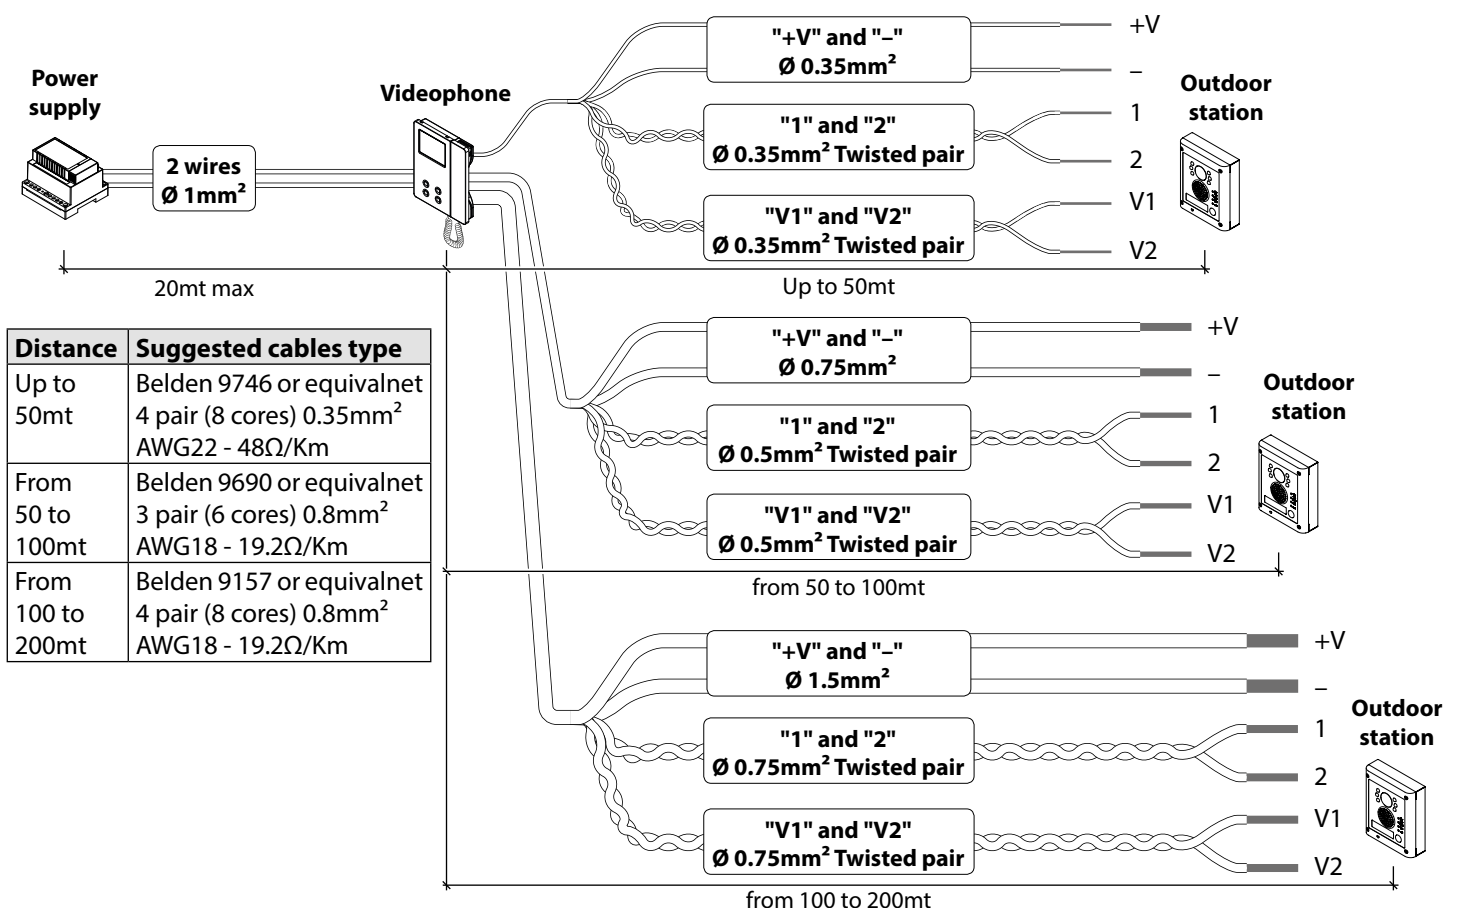 Power
supply
2 wires
Ø 1mm²
Videophone
20mt max
"+V" and "–"
Ø 0.35mm²
"1" and "2"
Ø 0.35mm² Twisted pair
"V1" and "V2"
Ø 0.35mm² Twisted pair
+V
–
1
2
V1
V2
Outdoor
station
Up to 50mt
Distance Suggested cables type
Up to Belden 9746 or equivalnet
50mt 4 pair (8 cores) 0.35mm²
AWG22 - 48Ω/Km
From Belden 9690 or equivalnet
50 to 3 pair (6 cores) 0.8mm²
100mt AWG18 - 19.2Ω/Km
From Belden 9157 or equivalnet
100 to 4 pair (8 cores) 0.8mm²
200mt AWG18 - 19.2Ω/Km
"+V" and "–"
Ø 0.75mm²
"1" and "2"
Ø 0.5mm² Twisted pair
"V1" and "V2"
Ø 0.5mm² Twisted pair
+V
–
1
2
V1
V2
Outdoor
station
from 50 to 100mt
"+V" and "–"
Ø 1.5mm²
"1" and "2"
Ø 0.75mm² Twisted pair
"V1" and "V2"
Ø 0.75mm² Twisted pair
+V
–
1
2
V1
V2
Outdoor
station
from 100 to 200mt